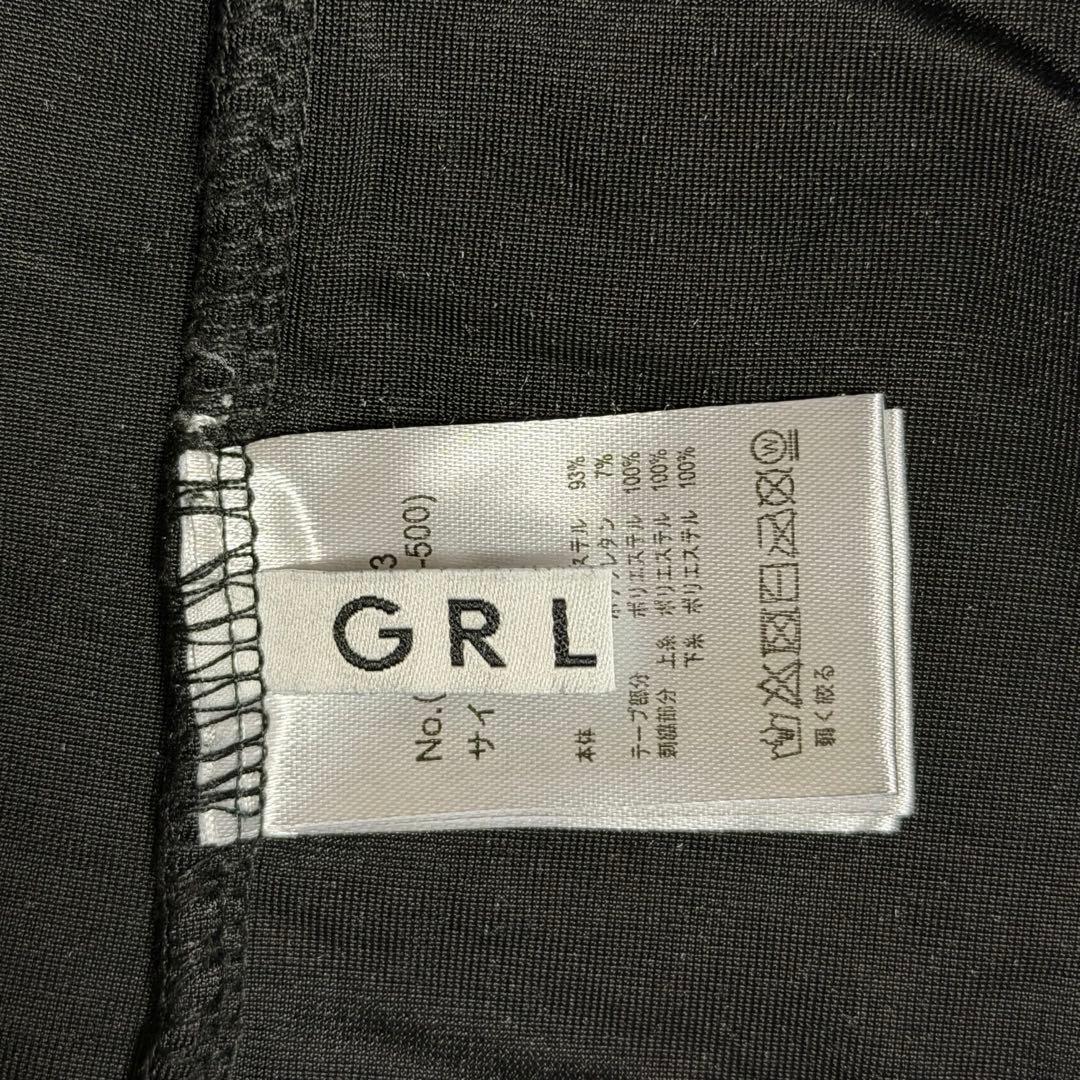 GRL
No.( 3
サイ -500)
本体 ステル 93%
レタン 7%
テープ部分 ポリエステル 100%
刺繍部分 上糸 ポリエステル 100%
下糸 ポリエステル 100%
W
弱く絞る